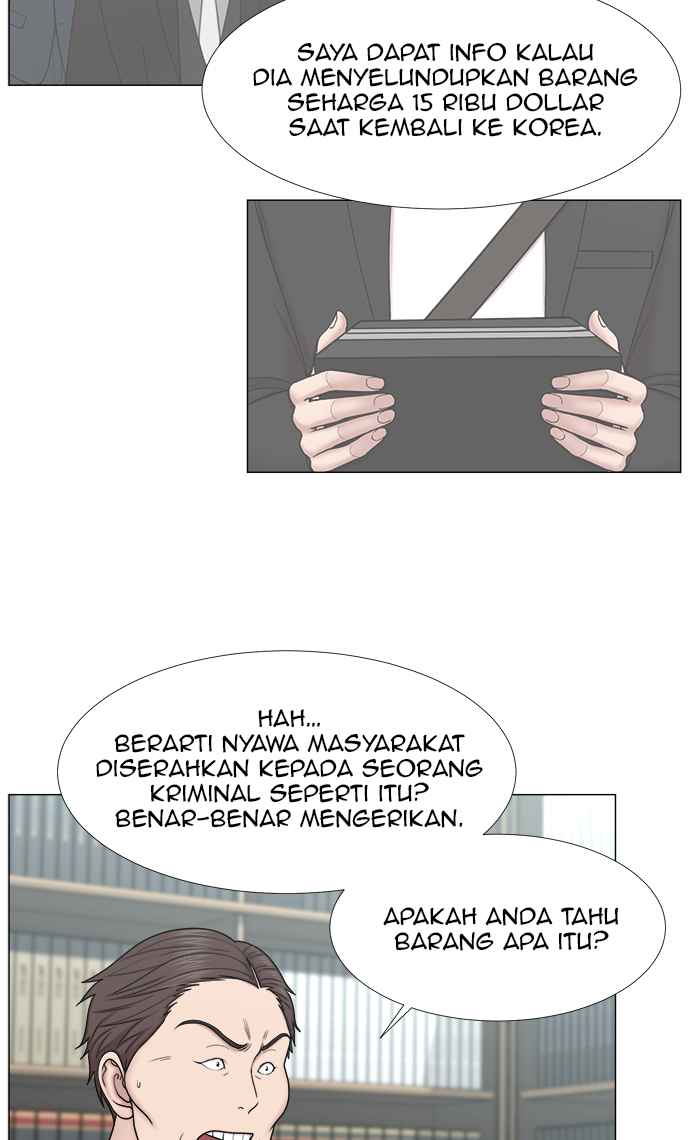 SAYA DAPAT INFO KALAU
DIA MENYELUNDUPKAN BARANG
SEHARGA 15 RIBU DOLLAR
SAAT KEMBALI KE KOREA.
HAH...
BERARTI NYAWA MASYARAKAT
DISERAHKAN KEPADA SEORANG
KRIMINAL SEPERTI ITU?
BENAR-BENAR MENGERIKAN.
APAKAH ANDA TAHU
BARANG APA ITU?